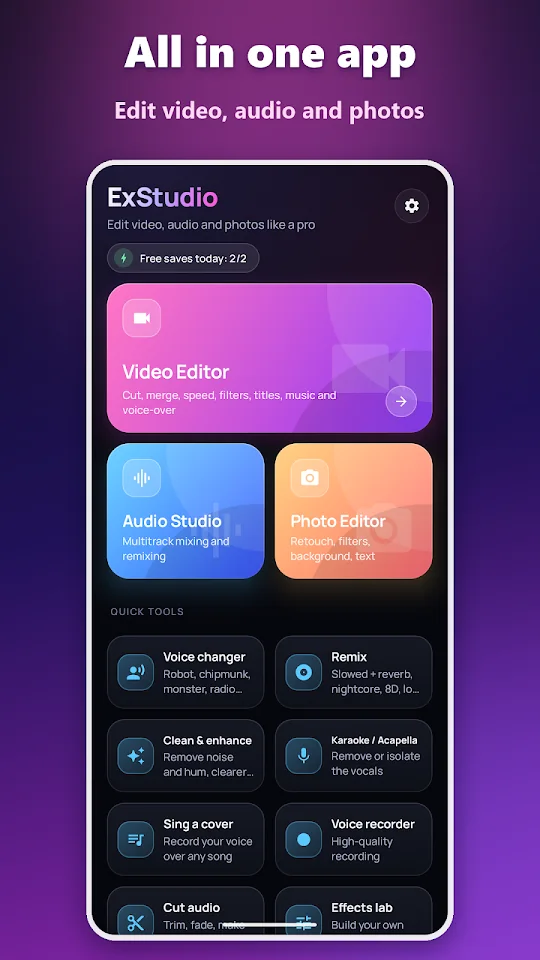 All in one app
Edit video, audio and photos
ExStudio
Edit video, audio and photos like a pro
Free saves today: 2/2
Video Editor
Cut, merge, speed, filters, titles, music and
voice-over
Audio Studio
Multitrack mixing and
remixing
Photo Editor
Retouch, filters,
background, text
QUICK TOOLS
Voice changer
Robot, chipmunk,
monster, radio…
Remix
Slowed + reverb,
nightcore, 8D, lo…
Clean & enhance
Remove noise
and hum, clearer…
Karaoke / Acapella
Remove or isolate
the vocals
Sing a cover
Record your voice
over any song
Voice recorder
High-quality
recording
Cut audio
Trim, fade, make
Effects lab
Build your own